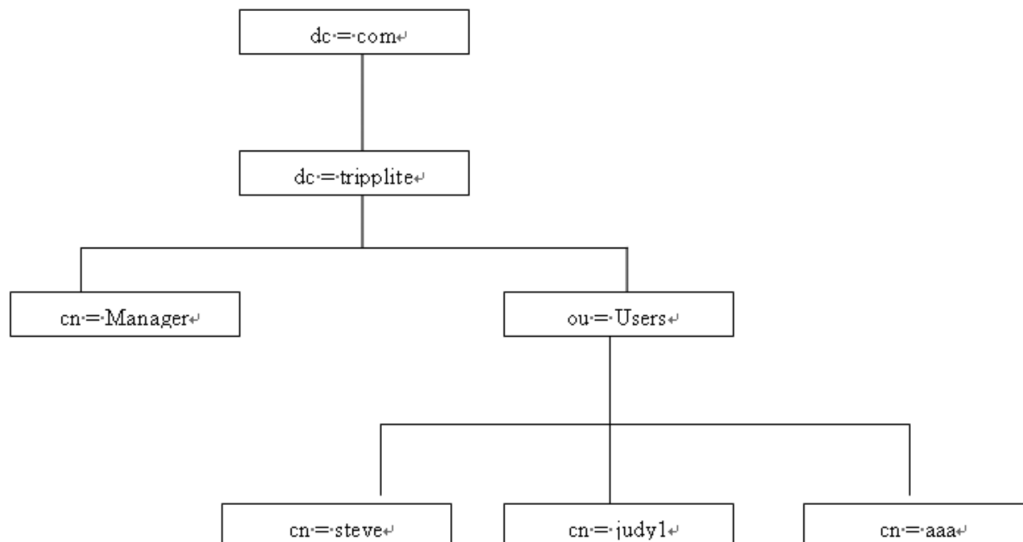 dc = com
dc = tripplite
cn = Manager
ou = Users
cn = steve
cn = judy1
cn = aaa